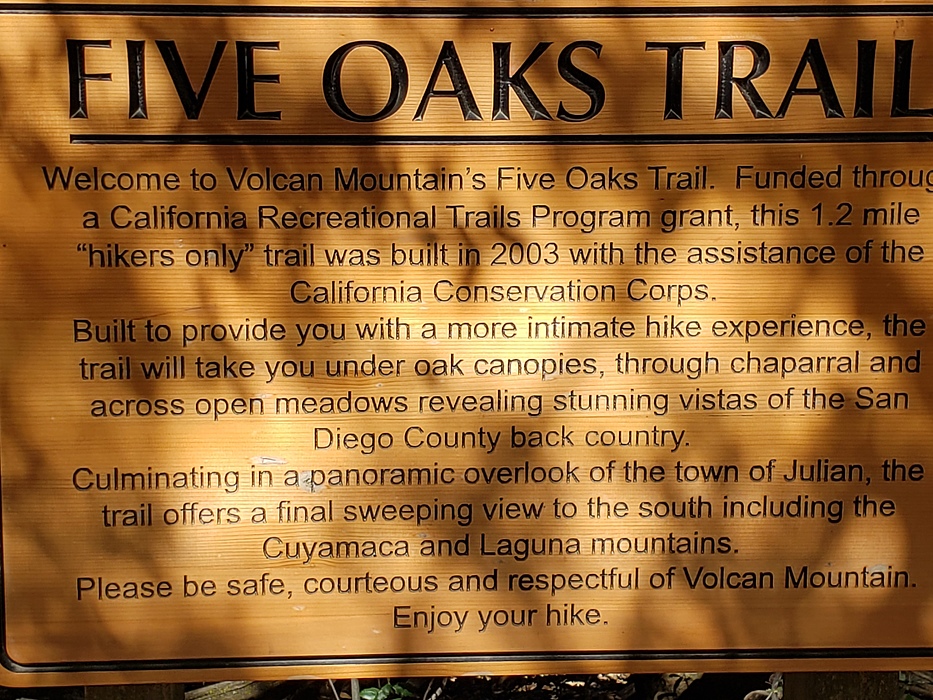 FIVE OAKS TRAIL
Welcome to Volcan Mountain’s Five Oaks Trail. Funded throug
a California Recreational Trails Program grant, this 1.2 mile
“hikers only” trail was built in 2003 with the assistance of the
California Conservation Corps.
Built to provide you with a more intimate hike experience, the
trail will take you under oak canopies, through chaparral and
across open meadows revealing stunning vistas of the San
Diego County back country.
Culminating in a panoramic overlook of the town of Julian, the
trail offers a final sweeping view to the south including the
Cuyamaca and Laguna mountains.
Please be safe, courteous and respectful of Volcan Mountain.
Enjoy your hike.